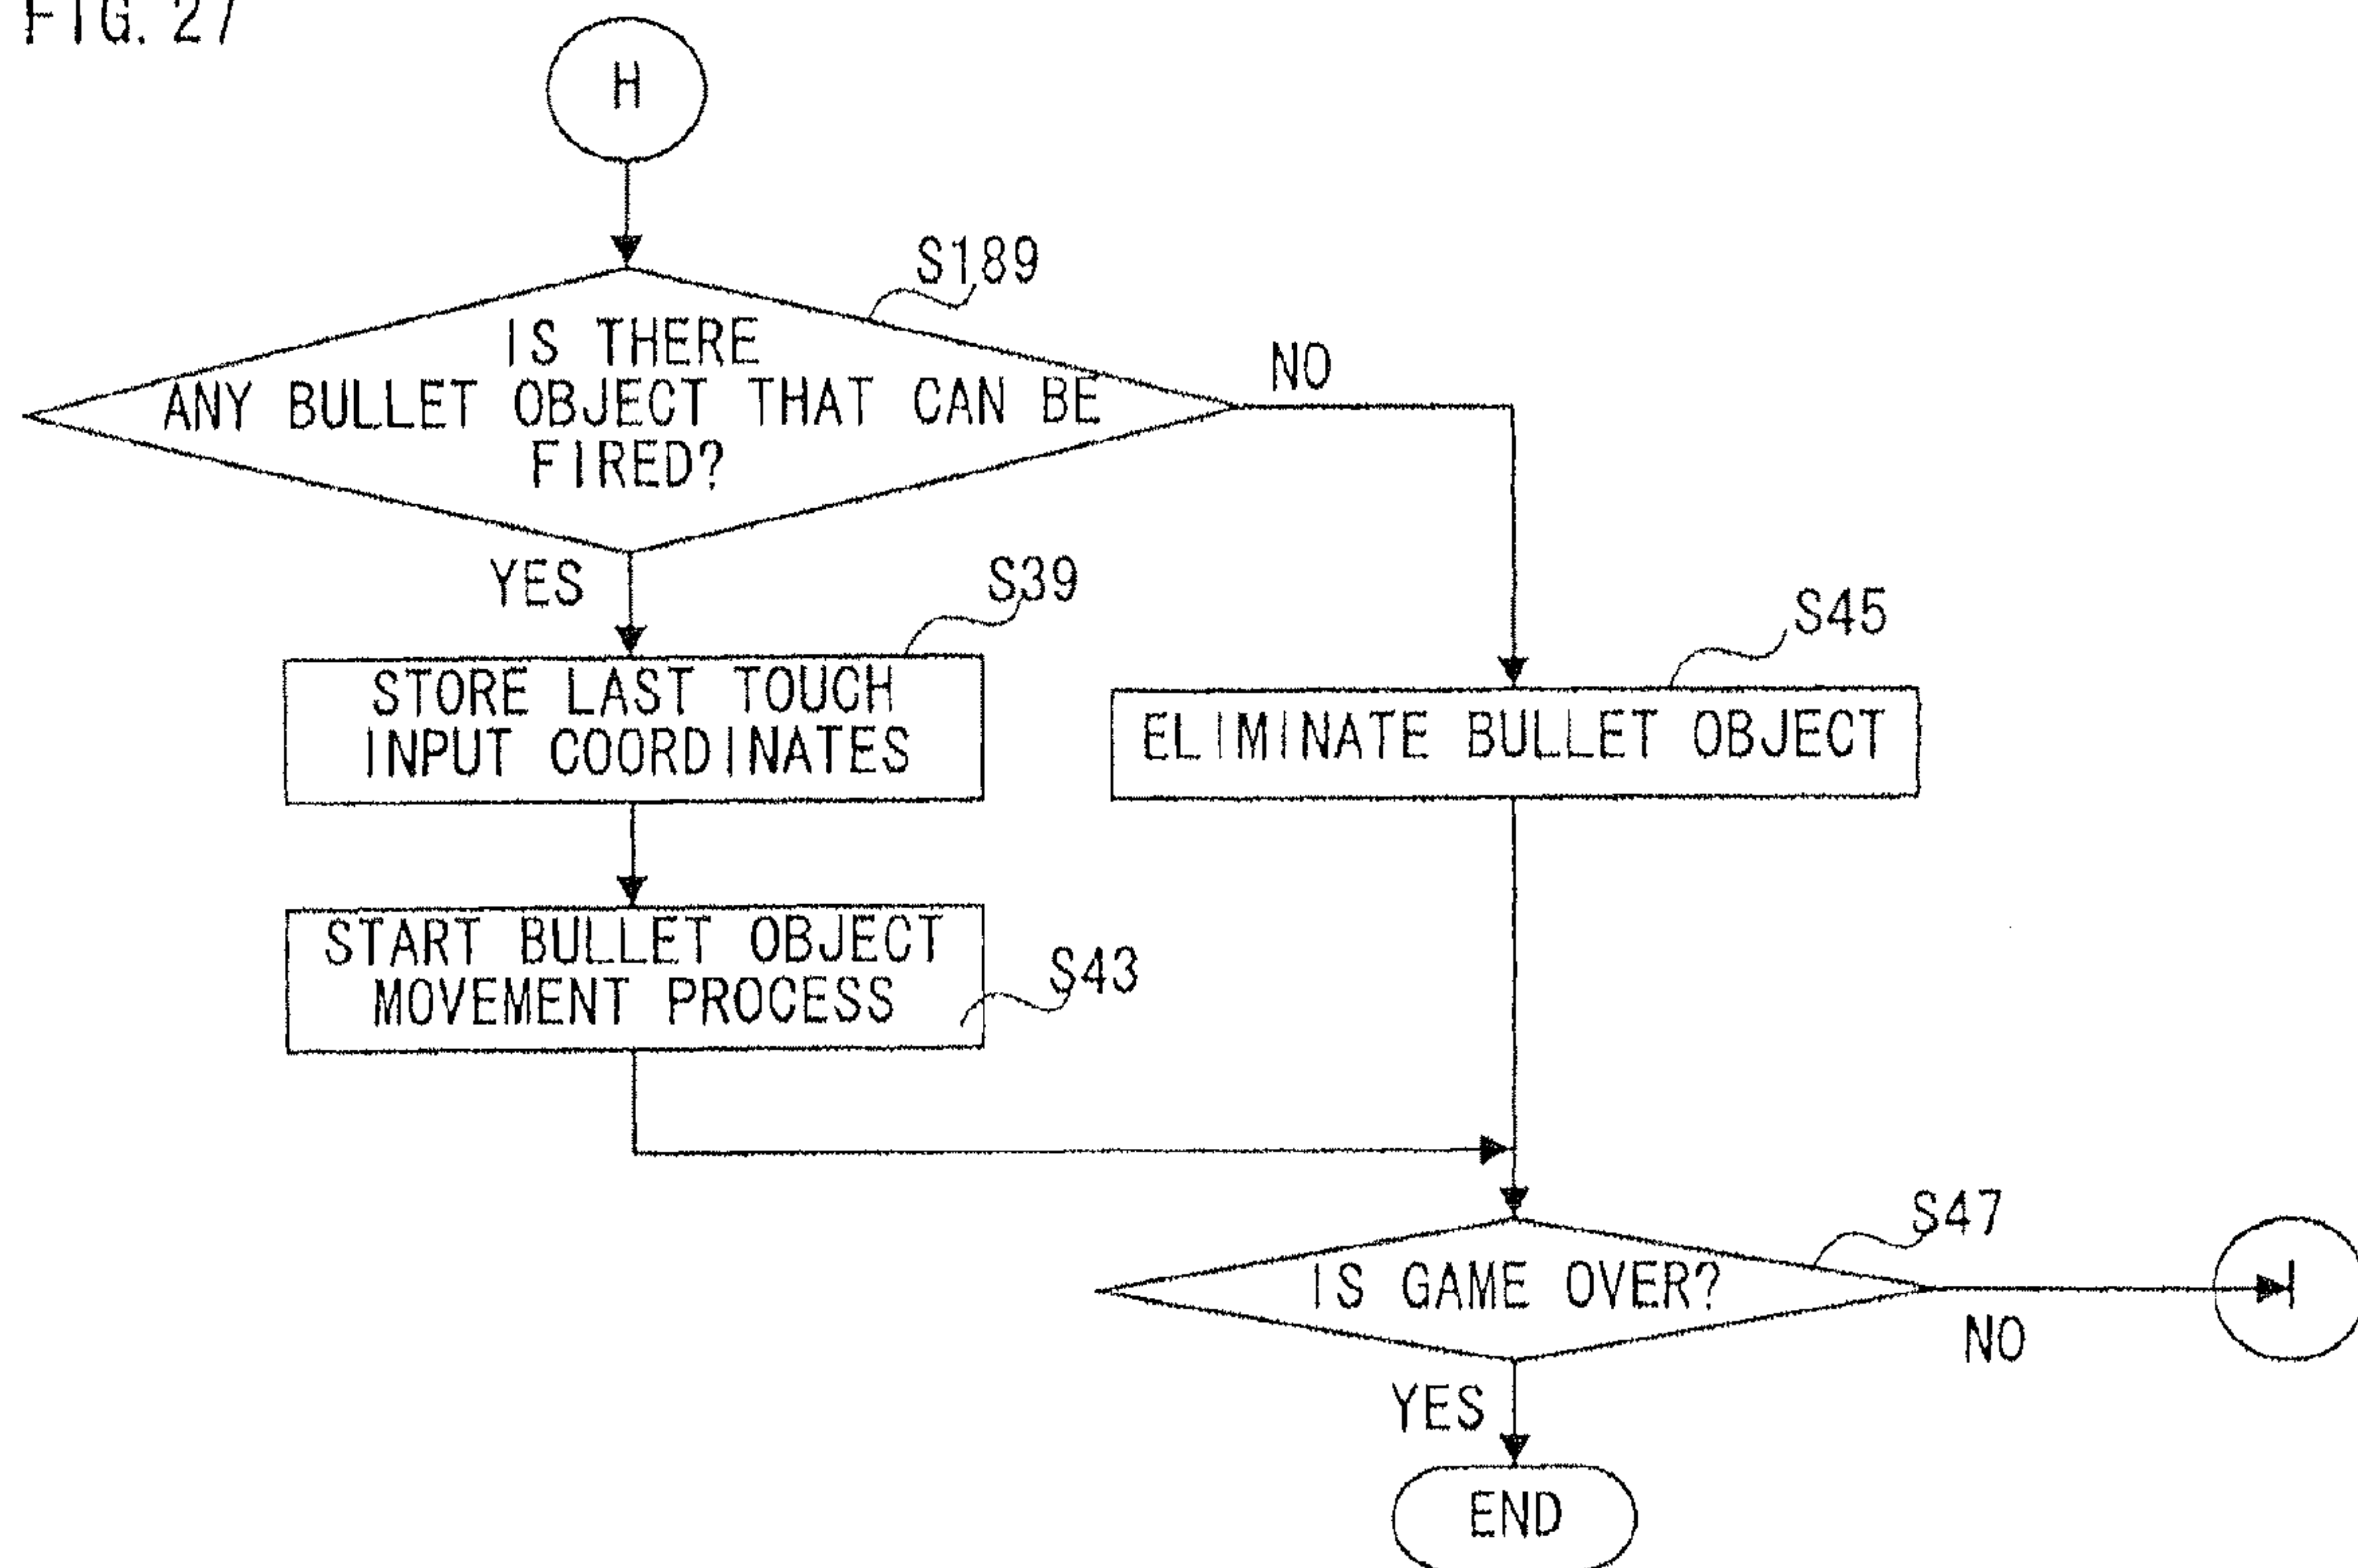 FIG. 27
H
S189
IS THERE
ANY BULLET OBJECT THAT CAN BE
FIRED?
NO
YES
S39
STORE LAST TOUCH
INPUT COORDINATES
S45
ELIMINATE BULLET OBJECT
START BULLET OBJECT
MOVEMENT PROCESS
S43
S47
IS GAME OVER?
I
NO
YES
END